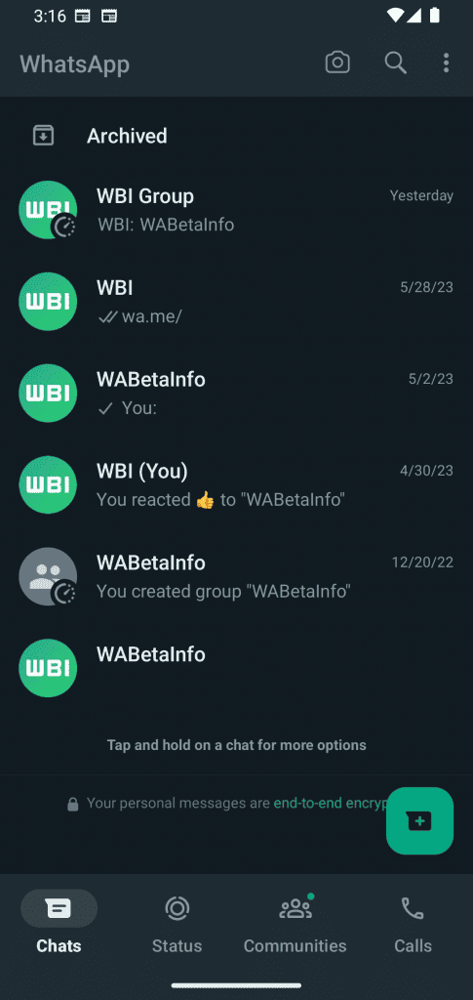 3:16
WhatsApp
Archived
WBI Group
Yesterday
WBI
WBI: WABetaInfo
WBI
5/28/23
WBI
wa.me/
WABetaInfo
5/2/23
WBI
You:
WBI (You)
4/30/23
WBI
You reacted 👍 to "WABetaInfo"
WABetaInfo
12/20/22
You created group "WABetaInfo"
WABetaInfo
WBI
Tap and hold on a chat for more options
Your personal messages are end-to-end encryp
Chats
Status
Communities
Calls